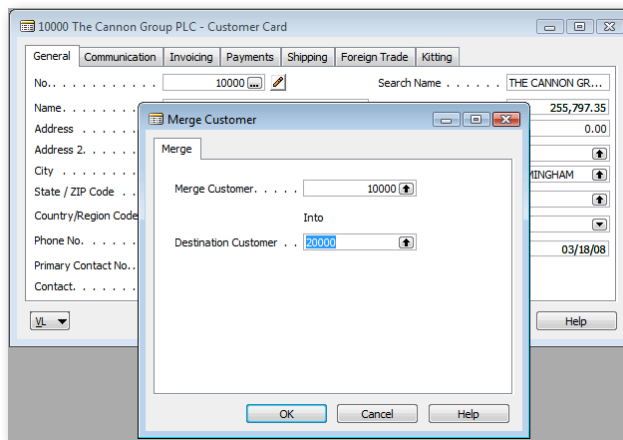 10000 The Cannon Group PLC - Customer Card
General Communication Invoicing Payments Shipping Foreign Trade Kitting
No. . . . . . . . . . . . 10000 ... Search Name . . . . . . THE CANNON GR...
Name. . . . . . . . 255,797.35
Address . . . . . . 0.00
Address 2. . . . . .
City . . . . . . . MINGHAM
State / ZIP Code . .
Country/Region Code
Phone No. . . . . . 03/18/08
Primary Contact No. .
Contact. . . . . . .
VL Help
Merge Customer
Merge
Merge Customer. . . . . 10000
Into
Destination Customer . . 20000
OK Cancel Help